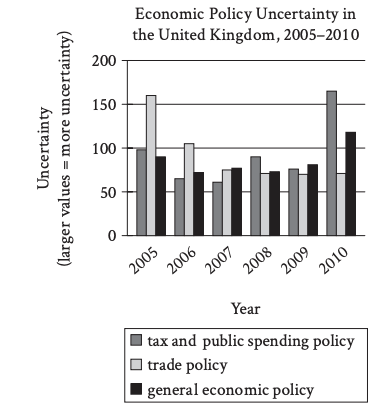 Economic Policy Uncertainty in
the United Kingdom, 2005–2010
Uncertainty
(larger values = more uncertainty)
200
150
100
50
0
2005
2006
2007
2008
2009
2010
Year
tax and public spending policy
trade policy
general economic policy